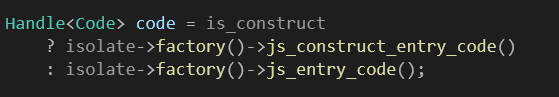 Handle<Code> code = is_construct
? isolate->factory()->js_construct_entry_code()
: isolate->factory()->js_entry_code();